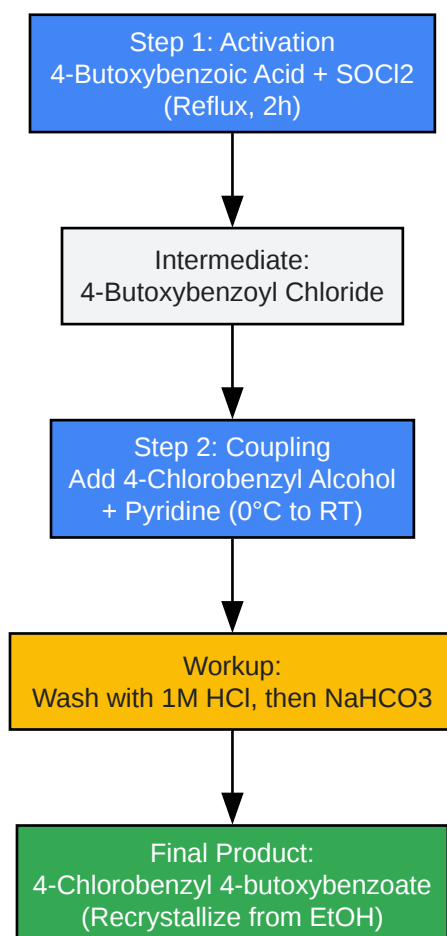 Step 1: Activation
4-Butoxybenzoic Acid + SOCl2
(Reflux, 2h)
Intermediate:
4-Butoxybenzoyl Chloride
Step 2: Coupling
Add 4-Chlorobenzyl Alcohol
+ Pyridine (0°C to RT)
Workup:
Wash with 1M HCl, then NaHCO3
Final Product:
4-Chlorobenzyl 4-butoxybenzoate
(Recrystallize from EtOH)